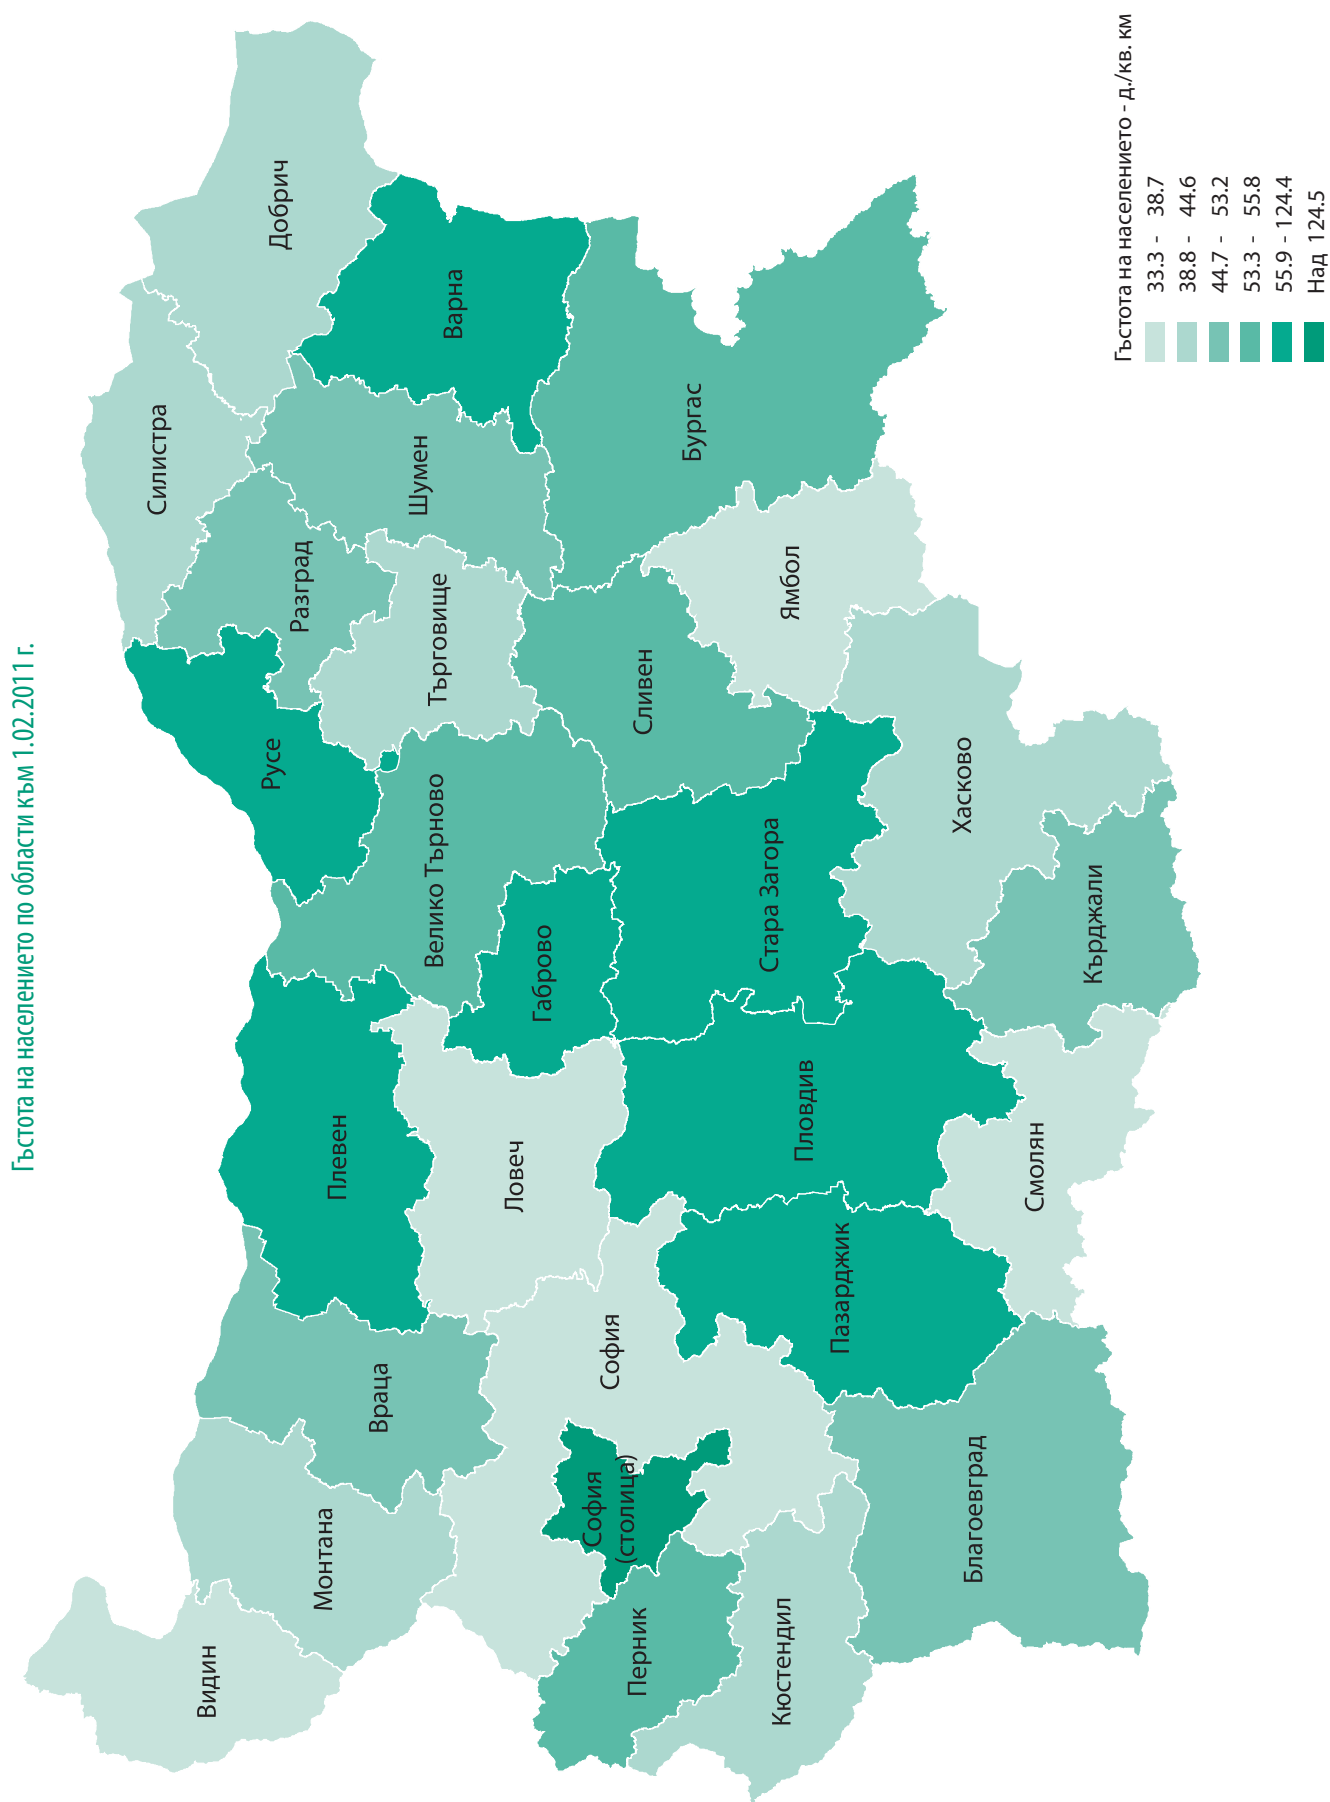 Гъстота на населението по области към 1.02.2011 г.
Видин
Монтана
Враца
Плевен
Русе
Разград
Силистра
Добрич
Търговище
Шумен
Варна
Велико Търново
Ловеч
Габрово
София
София
(столица)
Перник
Кюстендил
Благоевград
Пазарджик
Пловдив
Стара Загора
Сливен
Ямбол
Бургас
Хасково
Кърджали
Смолян
Гъстота на населението - д./кв. км
33.3 - 38.7
38.8 - 44.6
44.7 - 53.2
53.3 - 55.8
55.9 - 124.4
Над 124.5